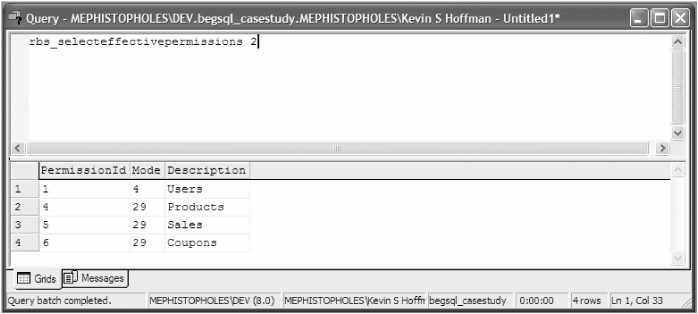 Query - MEPHISTOPHOLES\DEV.begsql_casestudy.MEPHISTOPHOLES\Kevin S Hoffman - Untitled1*
rbs_selecteffectivepermissions 2
PermissionId Mode Description
1 1 4 Users
2 4 29 Products
3 5 29 Sales
4 6 29 Coupons
Grids Messages
Query batch completed. MEPHISTOPHOLES\DEV (8.0) MEPHISTOPHOLES\Kevin S Hoffm begsql_casestudy 0:00:00 4 rows Ln 1, Col 33